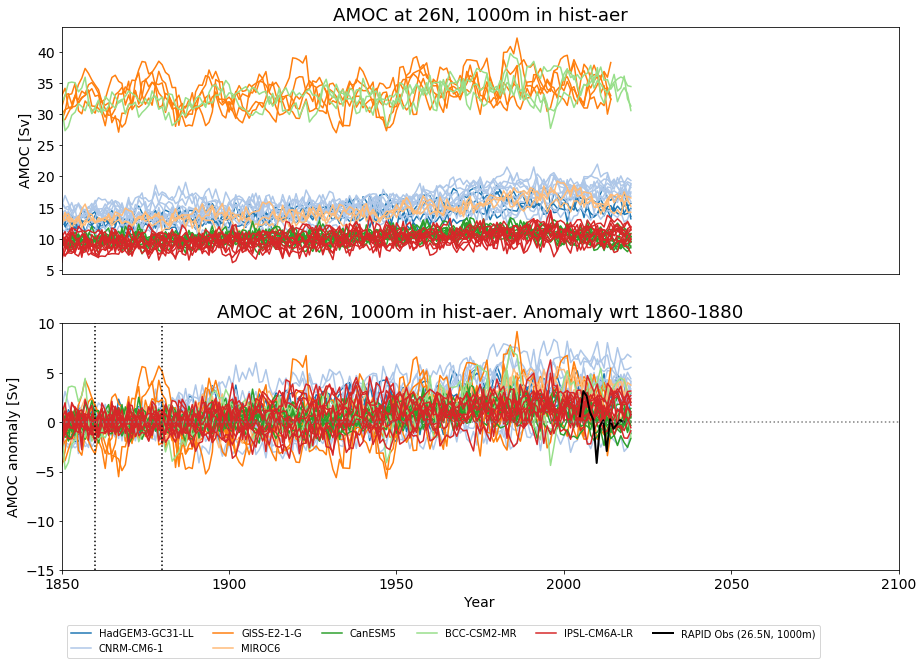 AMOC at 26N, 1000m in hist-aer
40
35
30
25
20
15
10
5
AMOC [Sv]
AMOC at 26N, 1000m in hist-aer. Anomaly wrt 1860-1880
10
5
0
−5
−10
−15
AMOC anomaly [Sv]
1850 1900 1950 2000 2050 2100
Year
HadGEM3-GC31-LL GISS-E2-1-G CanESM5 BCC-CSM2-MR IPSL-CM6A-LR RAPID Obs (26.5N, 1000m)
CNRM-CM6-1 MIROC6